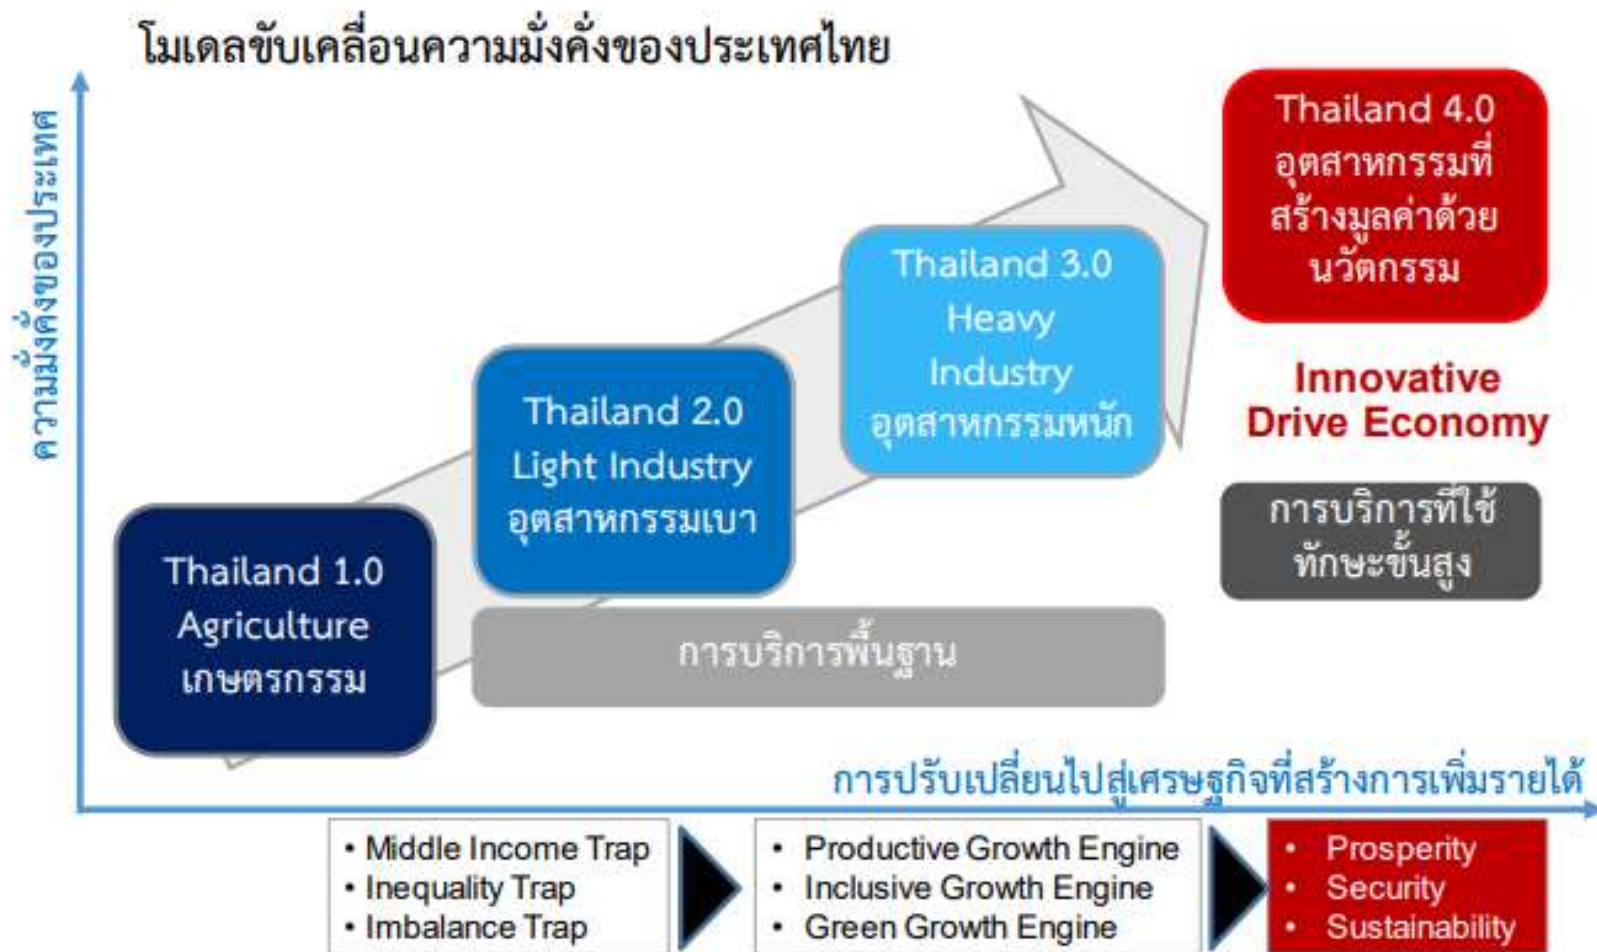 โมเดลขับเคลื่อนความมั่งคั่งของประเทศไทย
ความมั่งคั่งของประเทศ
Thailand 1.0
Agriculture
เกษตรกรรม
Thailand 2.0
Light Industry
อุตสาหกรรมเบา
Thailand 3.0
Heavy
Industry
อุตสาหกรรมหนัก
Thailand 4.0
อุตสาหกรรมที่
สร้างมูลค่าด้วย
นวัตกรรม
Innovative
Drive Economy
การบริการที่ใช้
ทักษะขั้นสูง
การบริการพื้นฐาน
การปรับเปลี่ยนไปสู่เศรษฐกิจที่สร้างการเพิ่มรายได้
• Middle Income Trap
• Inequality Trap
• Imbalance Trap
• Productive Growth Engine
• Inclusive Growth Engine
• Green Growth Engine
• Prosperity
• Security
• Sustainability